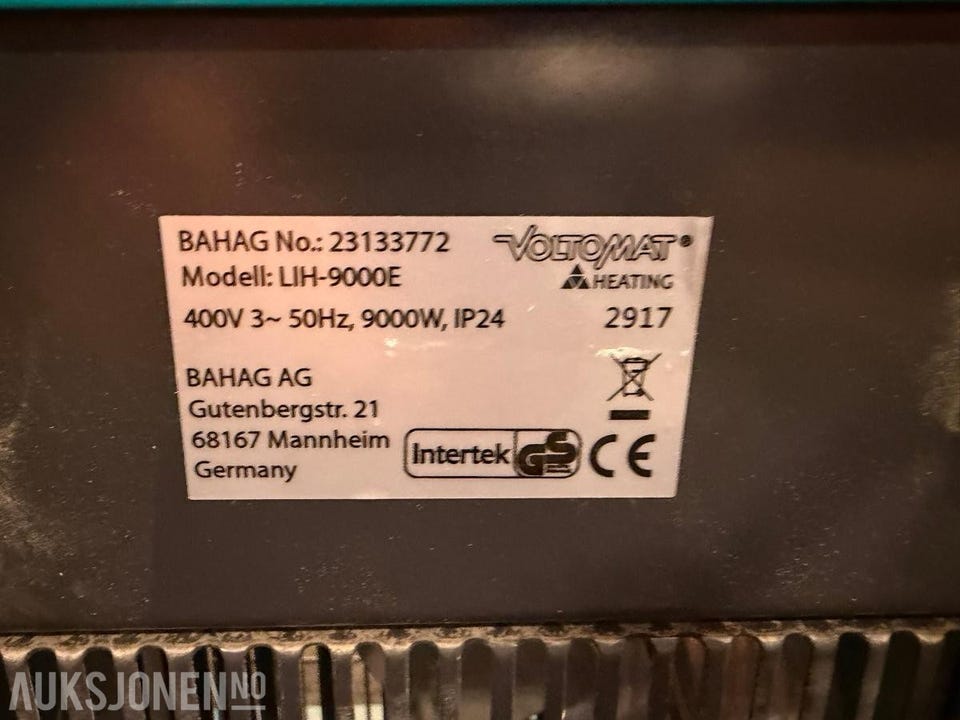 BAHAG No.: 23133772
VOLTOMAT®
HEATING
Modell: LIH-9000E
400V 3~ 50Hz, 9000W, IP24
2917
BAHAG AG
Gutenbergstr. 21
68167 Mannheim
Germany
Intertek GS CE
AUKSJONEN.NO